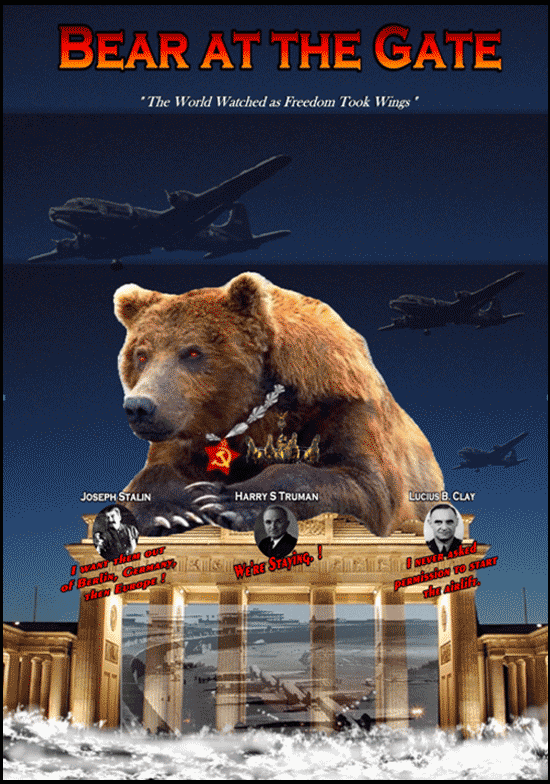 BEAR AT THE GATE
"The World Watched as Freedom Took Wings"
JOSEPH STALIN
I WANT THEM OUT
OF BERLIN, GERMANY,
THEN EUROPE !
HARRY S TRUMAN
WE'RE STAYING. !
LUCIUS B. CLAY
I NEVER ASKED
PERMISSION TO START
THE AIRLIFT.